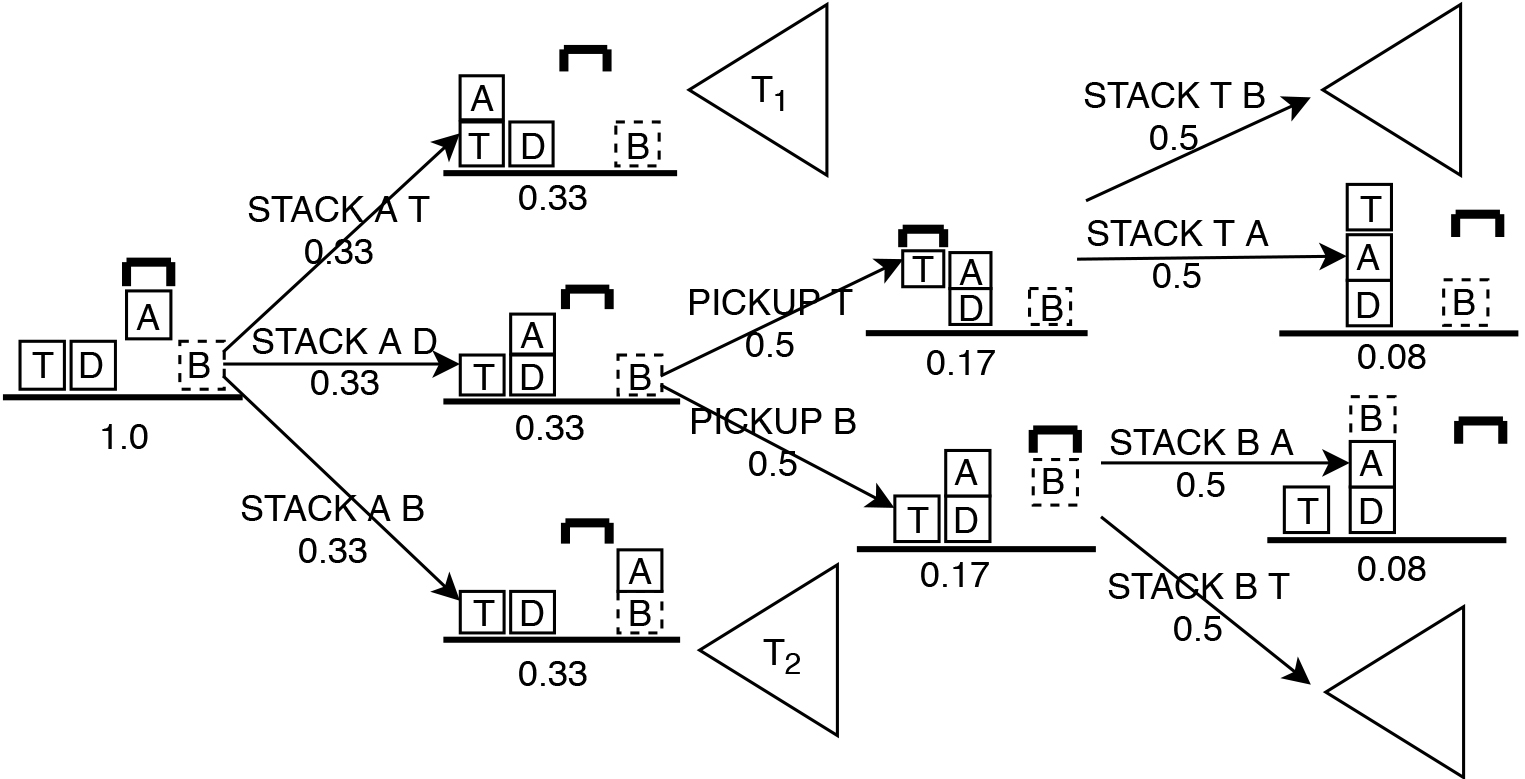 A
T D B
0.33
T₁
STACK A T
0.33
A
T D B
1.0
STACK A D
0.33
A
T D B
0.33
STACK A B
0.33
A
T D B
0.33
T₂
PICKUP T
0.5
T A
D B
0.17
PICKUP B
0.5
A B
T D
0.17
STACK T B
0.5
STACK T A
0.5
T
A
D B
0.08
STACK B A
0.5
B
A
T D
0.08
STACK B T
0.5